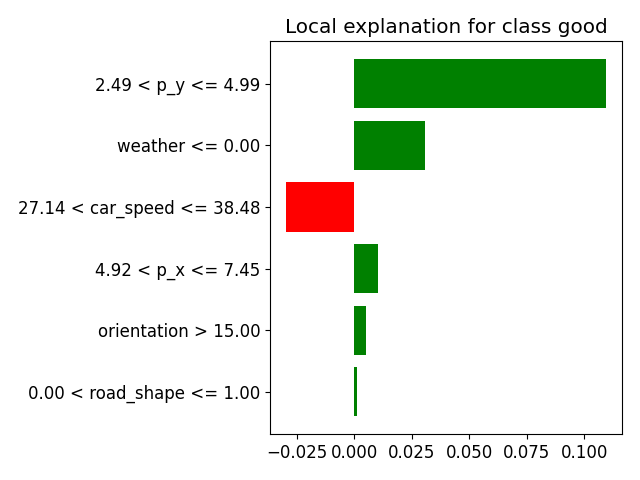 Local explanation for class good
2.49 < p_y <= 4.99
weather <= 0.00
27.14 < car_speed <= 38.48
4.92 < p_x <= 7.45
orientation > 15.00
0.00 < road_shape <= 1.00
−0.025 0.000 0.025 0.050 0.075 0.100